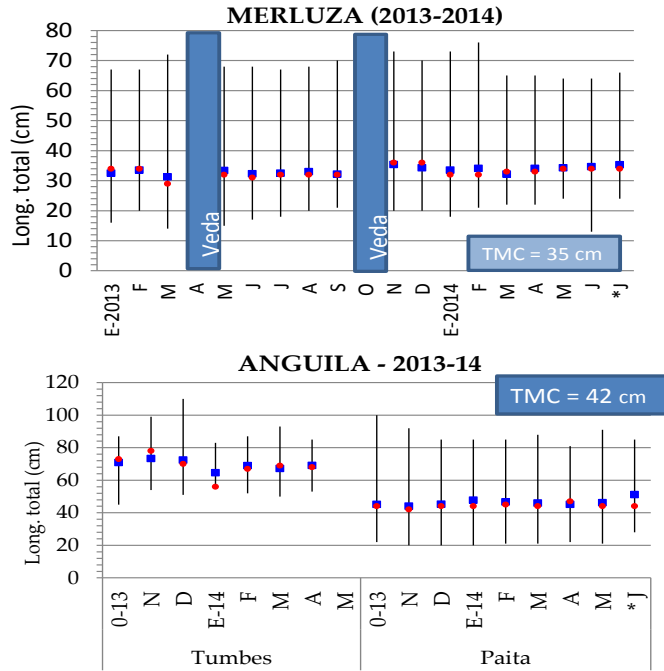 MERLUZA (2013-2014)
80
70
60
50
40
30
20
10
0
Long. total (cm)
Veda
Veda
TMC = 35 cm
E-2013 F M A M J J A S O N D E-2014 F M A M J *J
ANGUILA - 2013-14
TMC = 42 cm
120
100
80
60
40
20
0
Long. total (cm)
0-13 N D E-14 F M A M 0-13 N D E-14 F M A M * J
Tumbes Paita